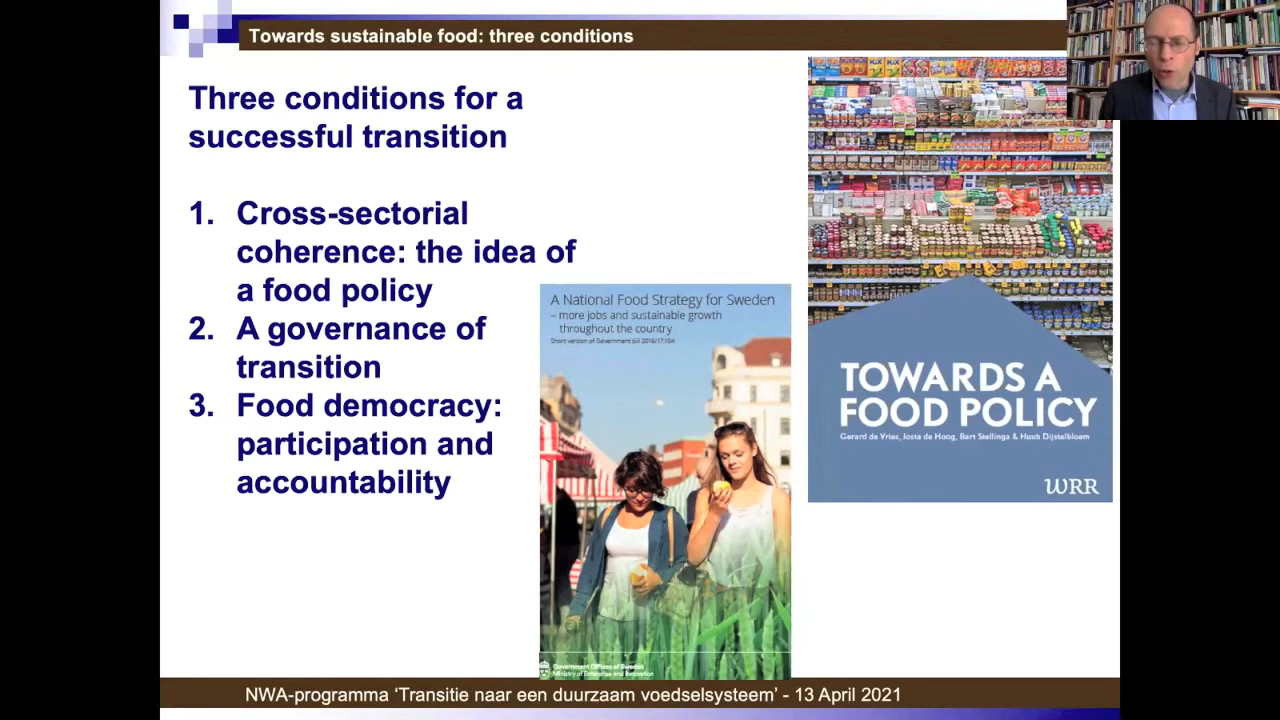 Towards sustainable food: three conditions
Three conditions for a
successful transition
1. Cross-sectorial
coherence: the idea of
a food policy
2. A governance of
transition
3. Food democracy:
participation and
accountability
A National Food Strategy for Sweden
– more jobs and sustainable growth
throughout the country
Short version of Government bill 2016/17:104
Government Offices of Sweden
Ministry of Enterprise and Innovation
TOWARDS A
FOOD POLICY
Gerard de Vries, Josta de Hoog, Bart Stellinga & Huub Dijstelbloem
WRR
NWA-programma ‘Transitie naar een duurzaam voedselsysteem’ - 13 April 2021